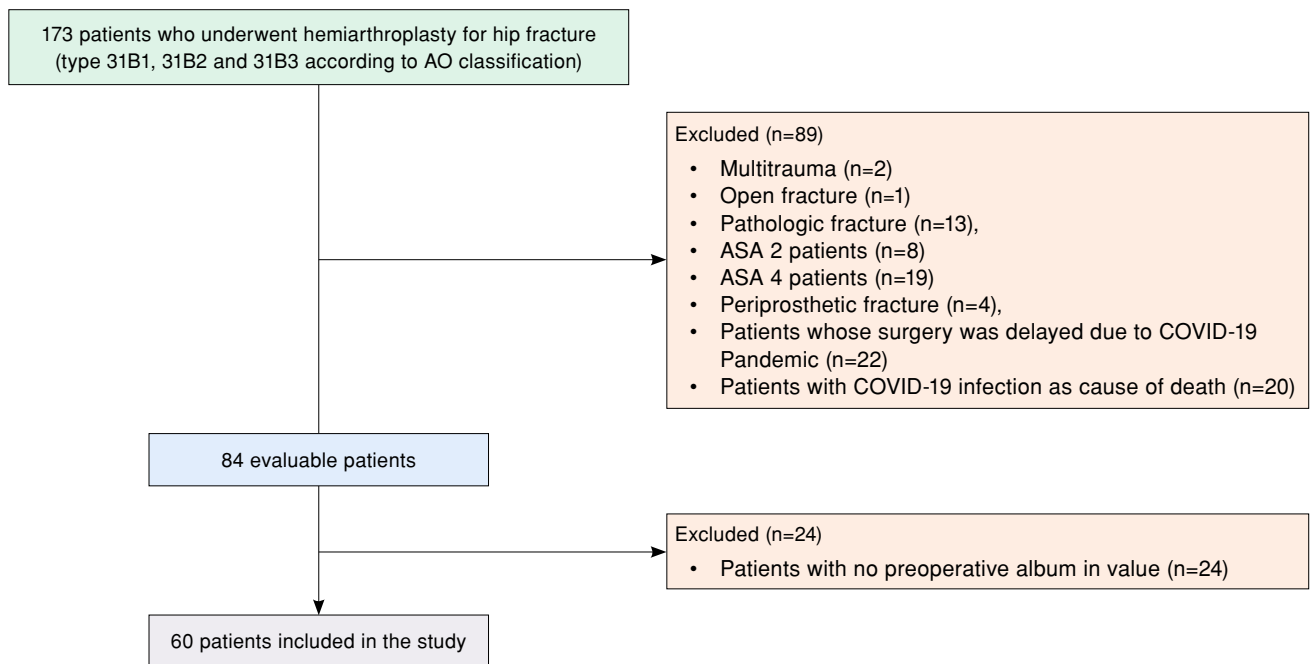 173 patients who underwent hemiarthroplasty for hip fracture
(type 31B1, 31B2 and 31B3 according to AO classification)
Excluded (n=89)
• Multitrauma (n=2)
• Open fracture (n=1)
• Pathologic fracture (n=13),
• ASA 2 patients (n=8)
• ASA 4 patients (n=19)
• Periprosthetic fracture (n=4),
• Patients whose surgery was delayed due to COVID-19
Pandemic (n=22)
• Patients with COVID-19 infection as cause of death (n=20)
84 evaluable patients
Excluded (n=24)
• Patients with no preoperative album in value (n=24)
60 patients included in the study